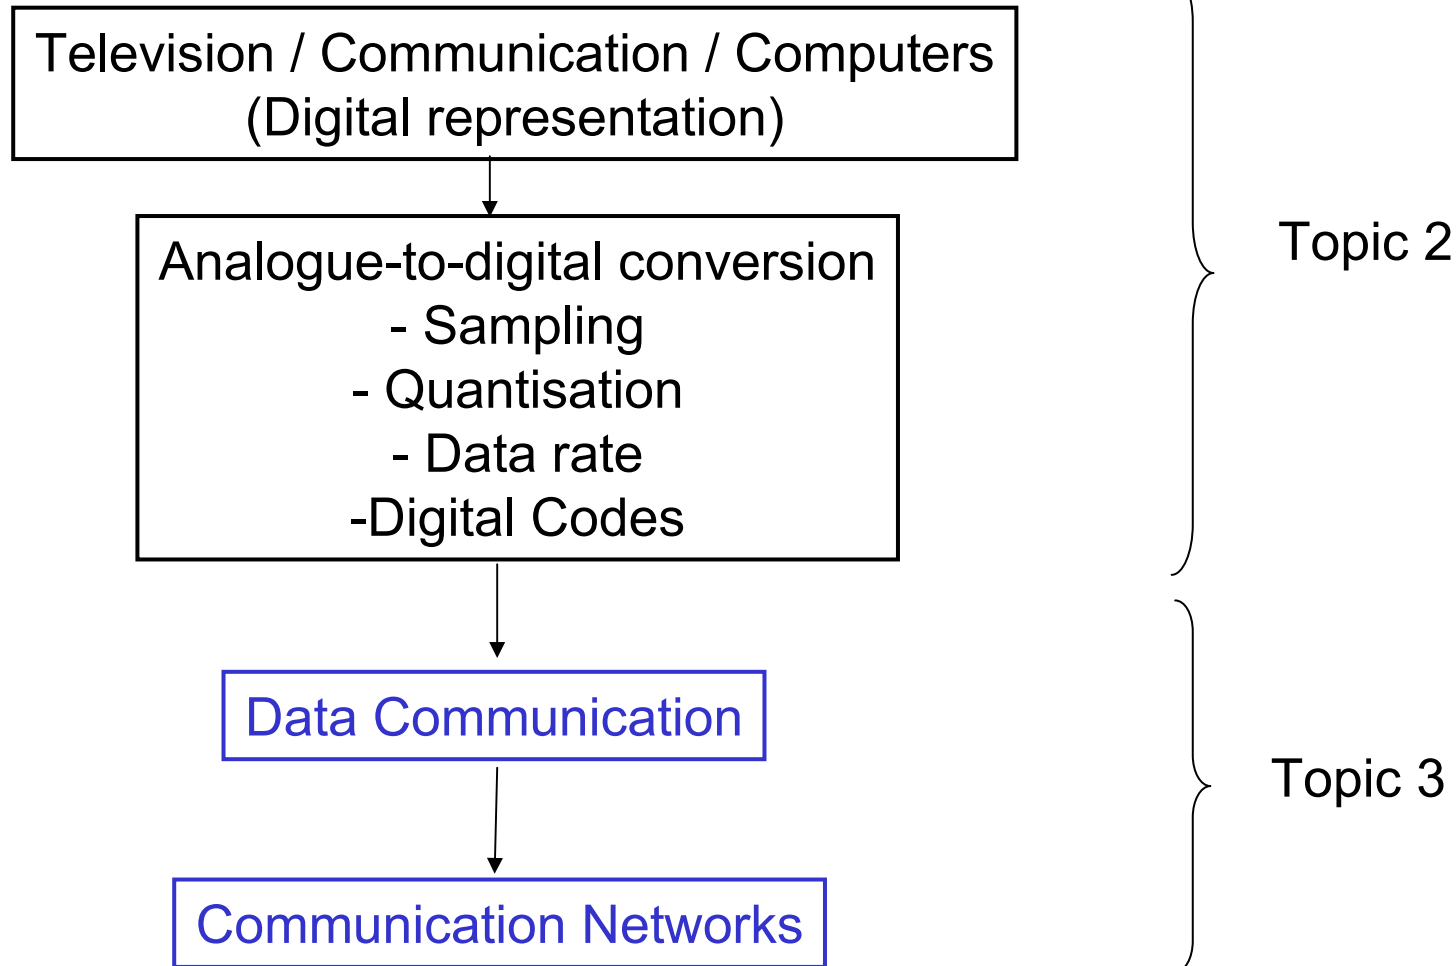 Television / Communication / Computers
(Digital representation)
Analogue-to-digital conversion
- Sampling
- Quantisation
- Data rate
-Digital Codes
Topic 2
Data Communication
Communication Networks
Topic 3